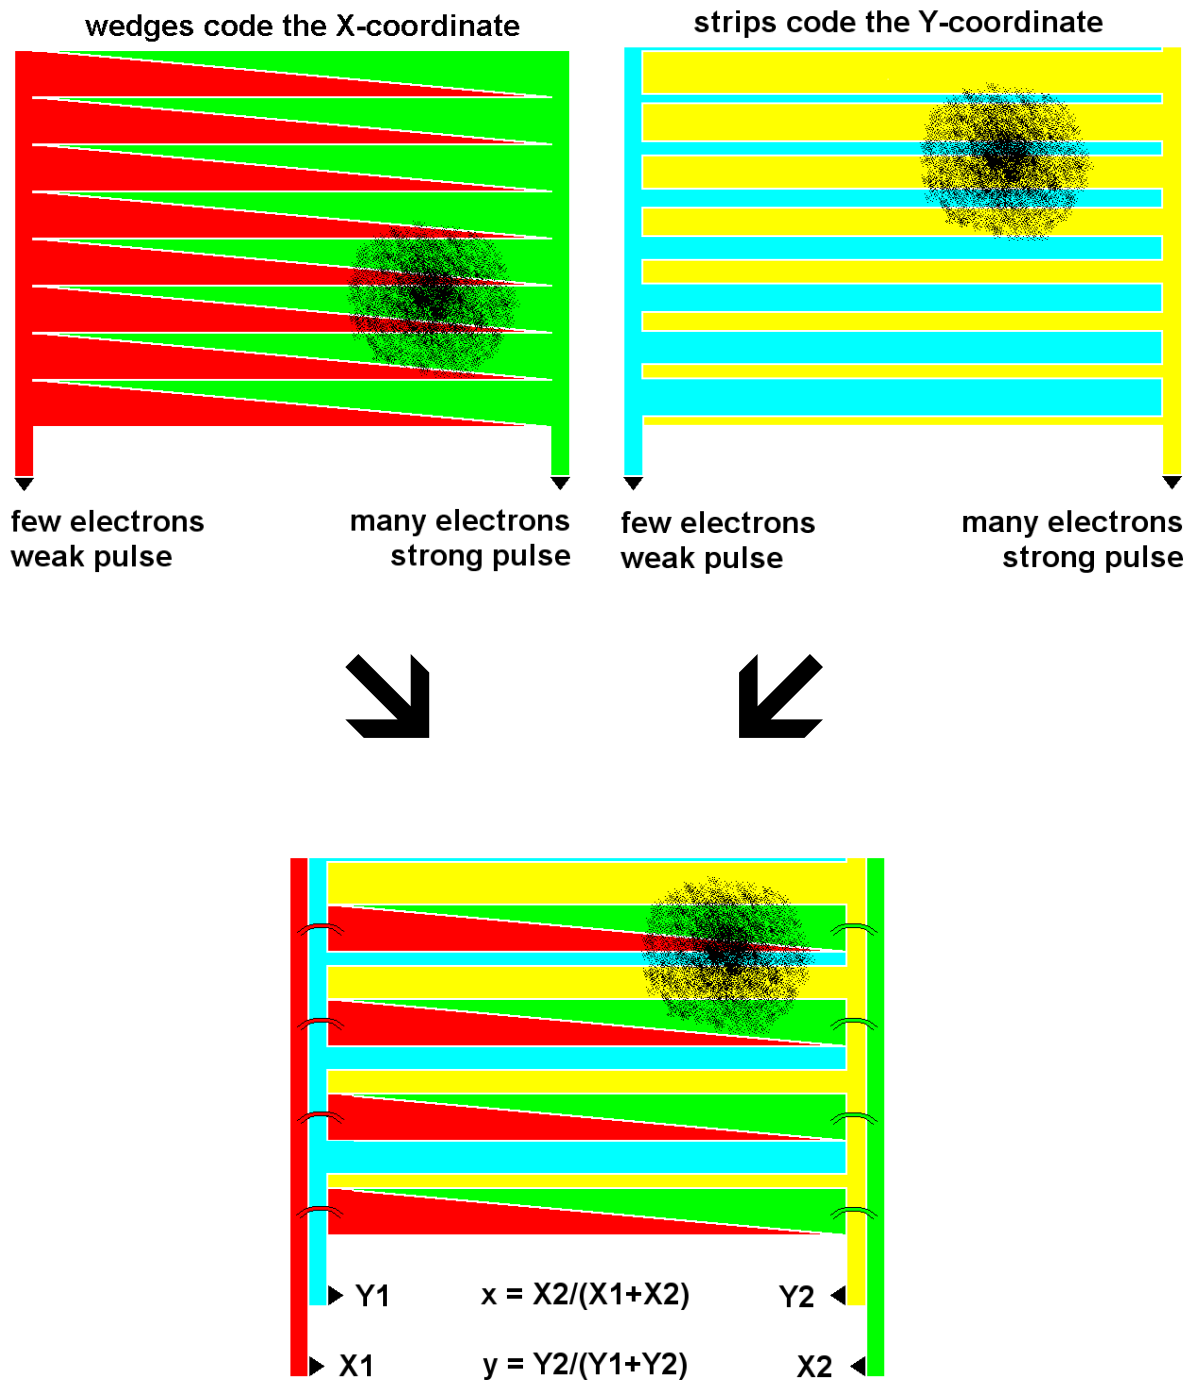 wedges code the X-coordinate
strips code the Y-coordinate
few electrons
weak pulse
many electrons
strong pulse
few electrons
weak pulse
many electrons
strong pulse
Y1
x = X2/(X1+X2)
Y2
X1
y = Y2/(Y1+Y2)
X2